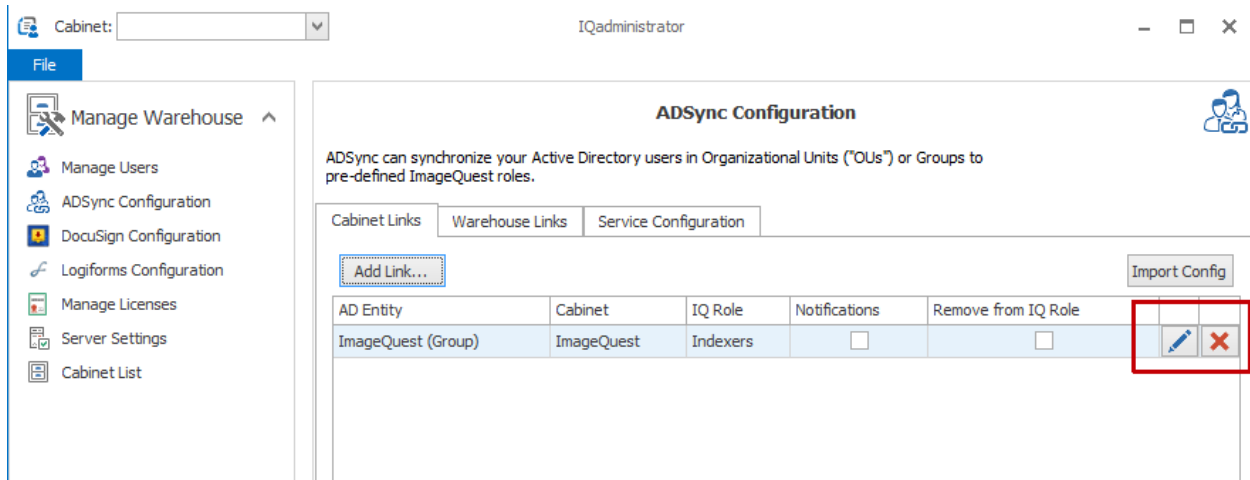 Cabinet:
IQadministrator
File
Manage Warehouse
Manage Users
ADSync Configuration
DocuSign Configuration
Logiforms Configuration
Manage Licenses
Server Settings
Cabinet List
ADSync Configuration
ADSync can synchronize your Active Directory users in Organizational Units ("OUs") or Groups to
pre-defined ImageQuest roles.
Cabinet Links Warehouse Links Service Configuration
Add Link... Import Config
AD Entity Cabinet IQ Role Notifications Remove from IQ Role
ImageQuest (Group) ImageQuest Indexers